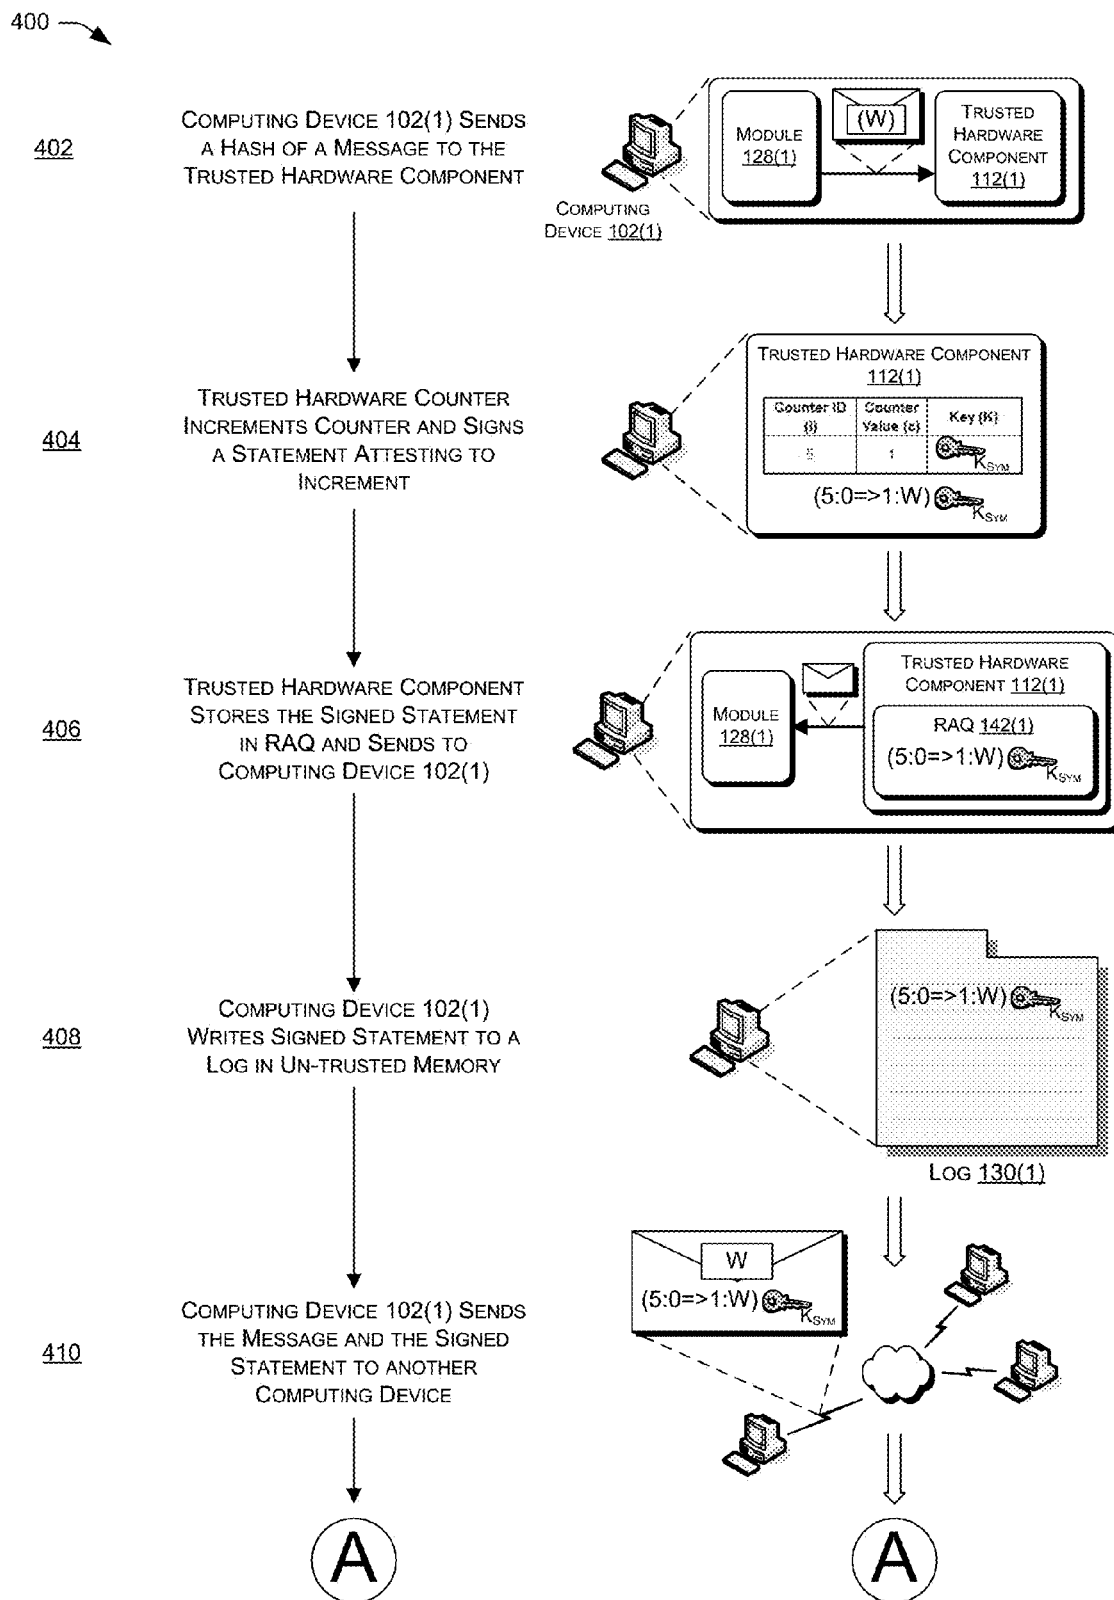 400
402
COMPUTING DEVICE 102(1) SENDS
A HASH OF A MESSAGE TO THE
TRUSTED HARDWARE COMPONENT
MODULE
128(1)
(W)
TRUSTED
HARDWARE
COMPONENT
112(1)
COMPUTING
DEVICE 102(1)
404
TRUSTED HARDWARE COUNTER
INCREMENTS COUNTER AND SIGNS
A STATEMENT ATTESTING TO
INCREMENT
TRUSTED HARDWARE COMPONENT
112(1)
Counter ID
(i)
Counter
Value (c)
Key (K)
5
1
KSYM
(5:0=>1:W) KSYM
406
TRUSTED HARDWARE COMPONENT
STORES THE SIGNED STATEMENT
IN RAQ AND SENDS TO
COMPUTING DEVICE 102(1)
MODULE
128(1)
TRUSTED HARDWARE
COMPONENT 112(1)
RAQ 142(1)
(5:0=>1:W) KSYM
408
COMPUTING DEVICE 102(1)
WRITES SIGNED STATEMENT TO A
LOG IN UN-TRUSTED MEMORY
(5:0=>1:W) KSYM
LOG 130(1)
410
COMPUTING DEVICE 102(1) SENDS
THE MESSAGE AND THE SIGNED
STATEMENT TO ANOTHER
COMPUTING DEVICE
W
(5:0=>1:W) KSYM
A
A